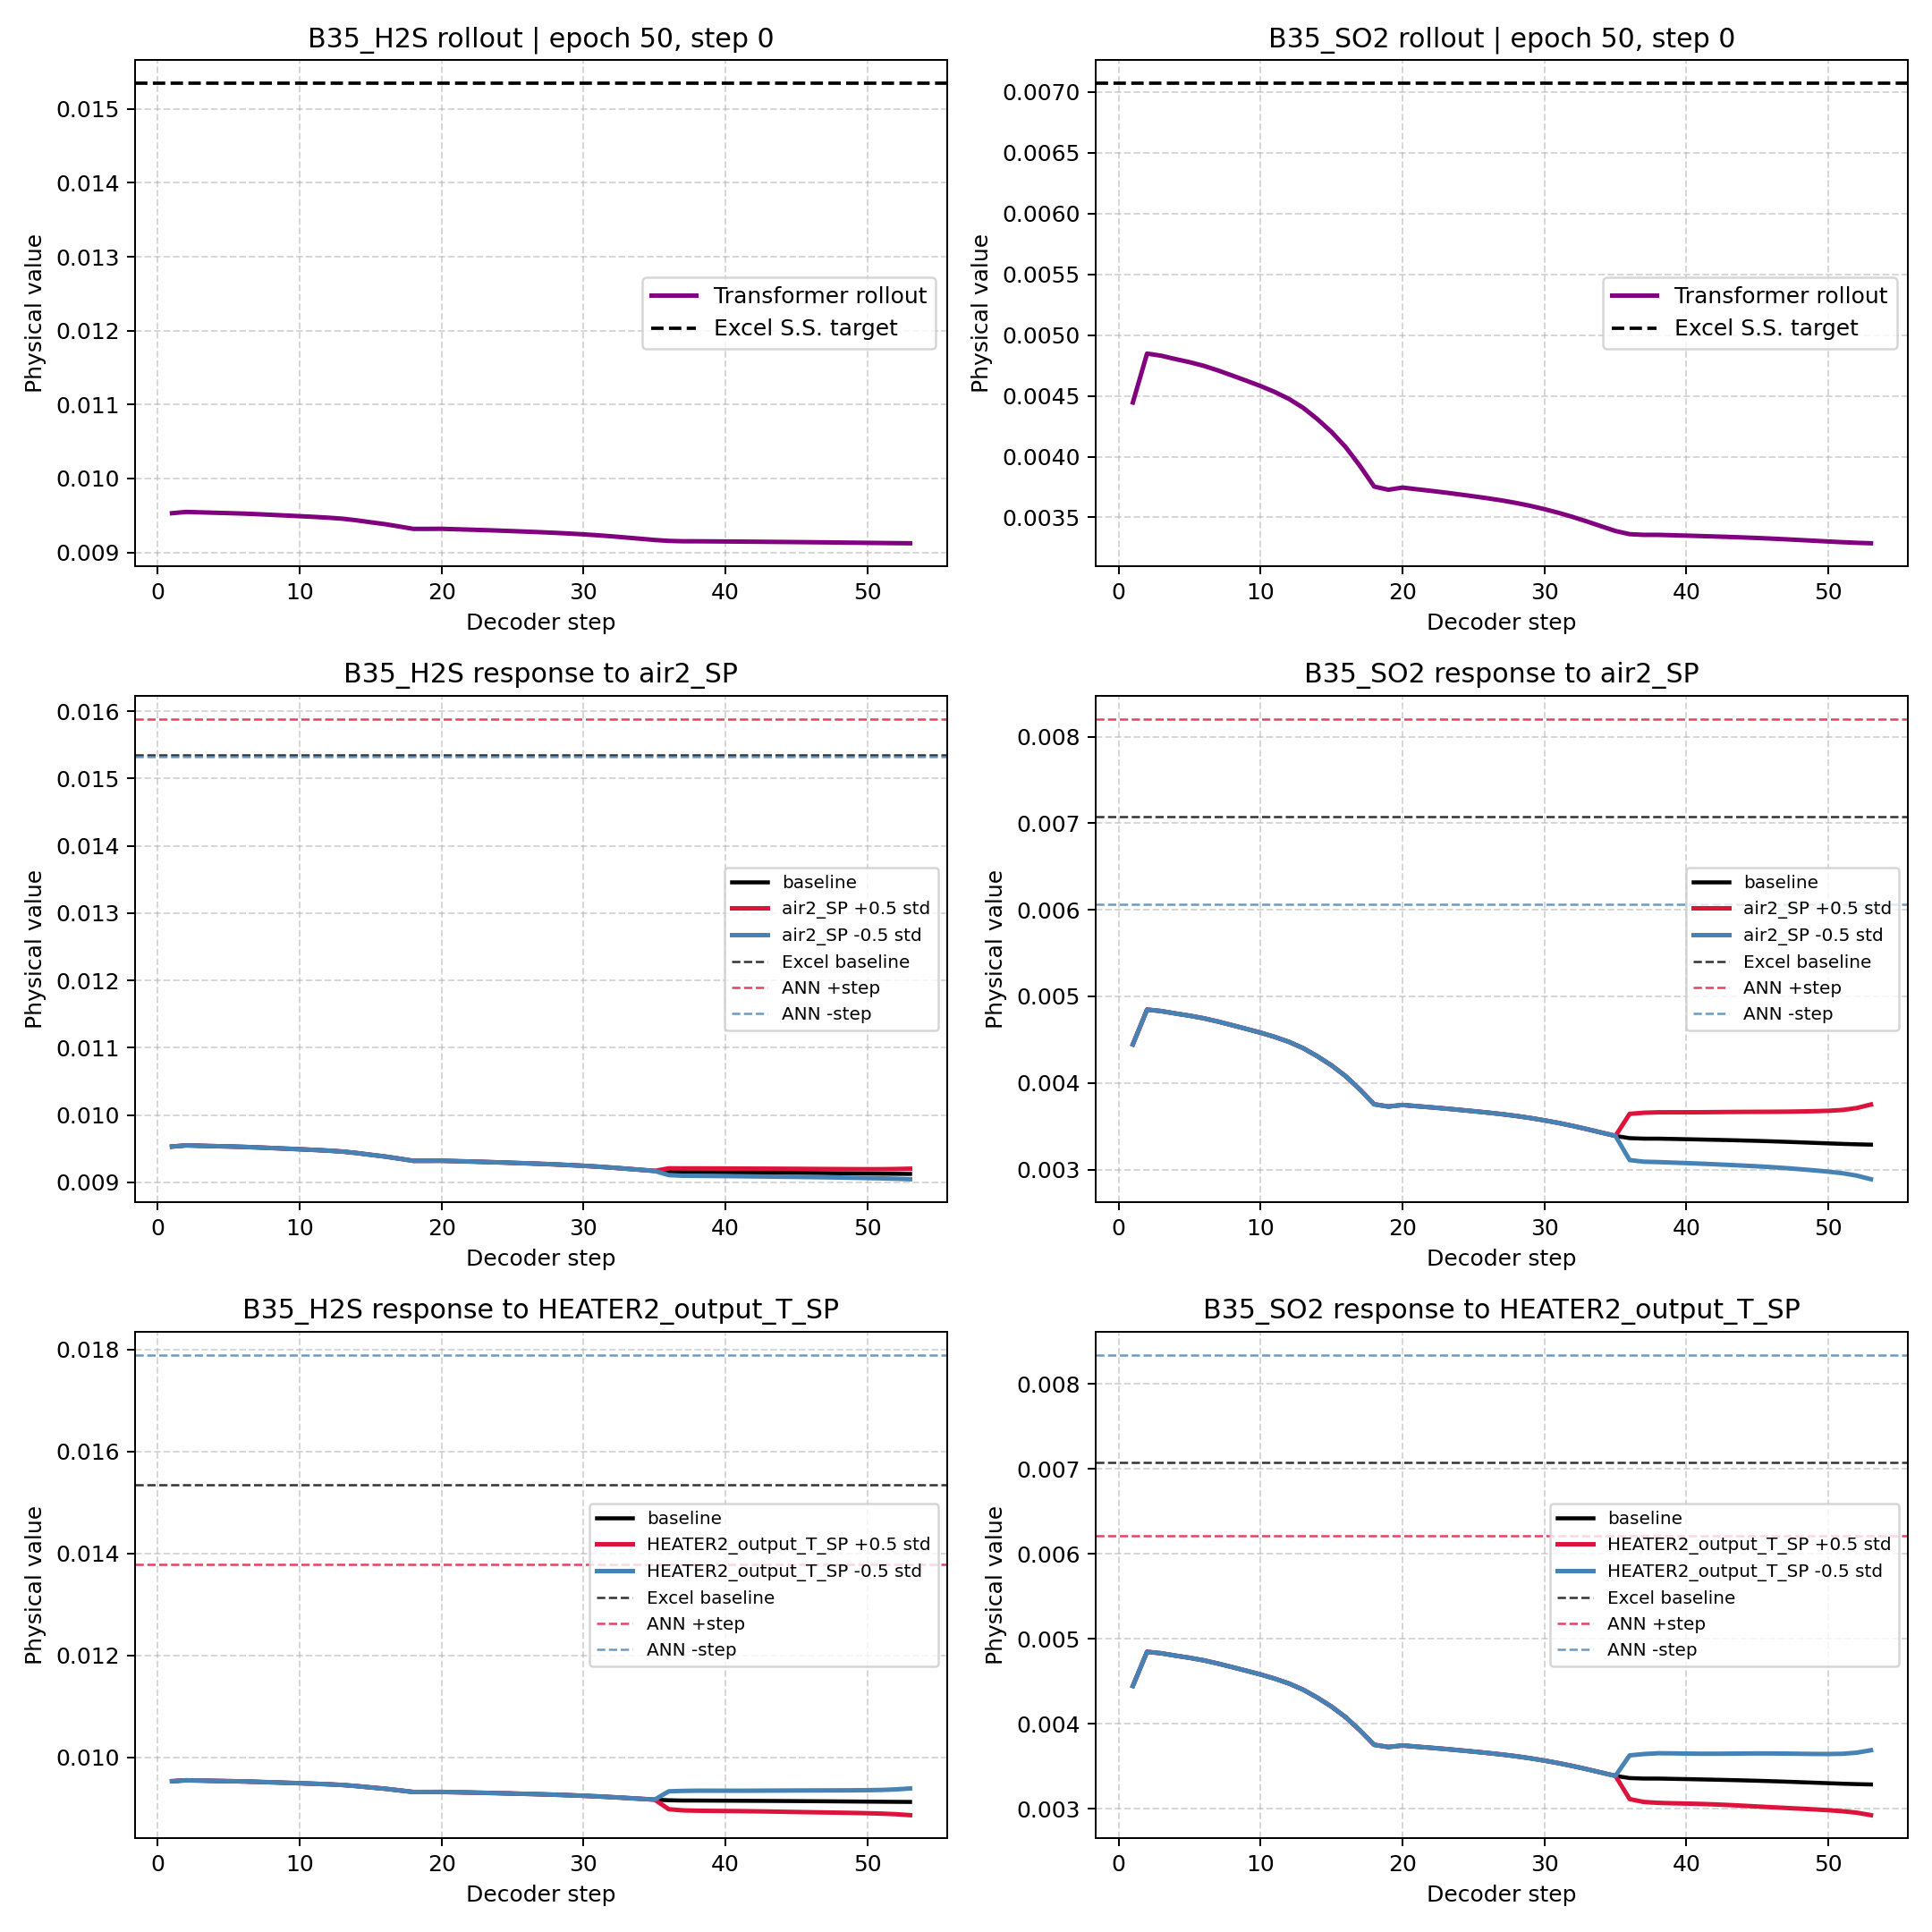 B35_H2S rollout | epoch 50, step 0
Physical value
0.015
0.014
0.013
0.012
0.011
0.010
0.009
Transformer rollout
Excel S.S. target
0 10 20 30 40 50
Decoder step
B35_SO2 rollout | epoch 50, step 0
Physical value
0.0070
0.0065
0.0060
0.0055
0.0050
0.0045
0.0040
0.0035
Transformer rollout
Excel S.S. target
0 10 20 30 40 50
Decoder step
B35_H2S response to air2_SP
Physical value
0.016
0.015
0.014
0.013
0.012
0.011
0.010
0.009
baseline
air2_SP +0.5 std
air2_SP -0.5 std
Excel baseline
ANN +step
ANN -step
0 10 20 30 40 50
Decoder step
B35_SO2 response to air2_SP
Physical value
0.008
0.007
0.006
0.005
0.004
0.003
baseline
air2_SP +0.5 std
air2_SP -0.5 std
Excel baseline
ANN +step
ANN -step
0 10 20 30 40 50
Decoder step
B35_H2S response to HEATER2_output_T_SP
Physical value
0.018
0.016
0.014
0.012
0.010
baseline
HEATER2_output_T_SP +0.5 std
HEATER2_output_T_SP -0.5 std
Excel baseline
ANN +step
ANN -step
0 10 20 30 40 50
Decoder step
B35_SO2 response to HEATER2_output_T_SP
Physical value
0.008
0.007
0.006
0.005
0.004
0.003
baseline
HEATER2_output_T_SP +0.5 std
HEATER2_output_T_SP -0.5 std
Excel baseline
ANN +step
ANN -step
0 10 20 30 40 50
Decoder step